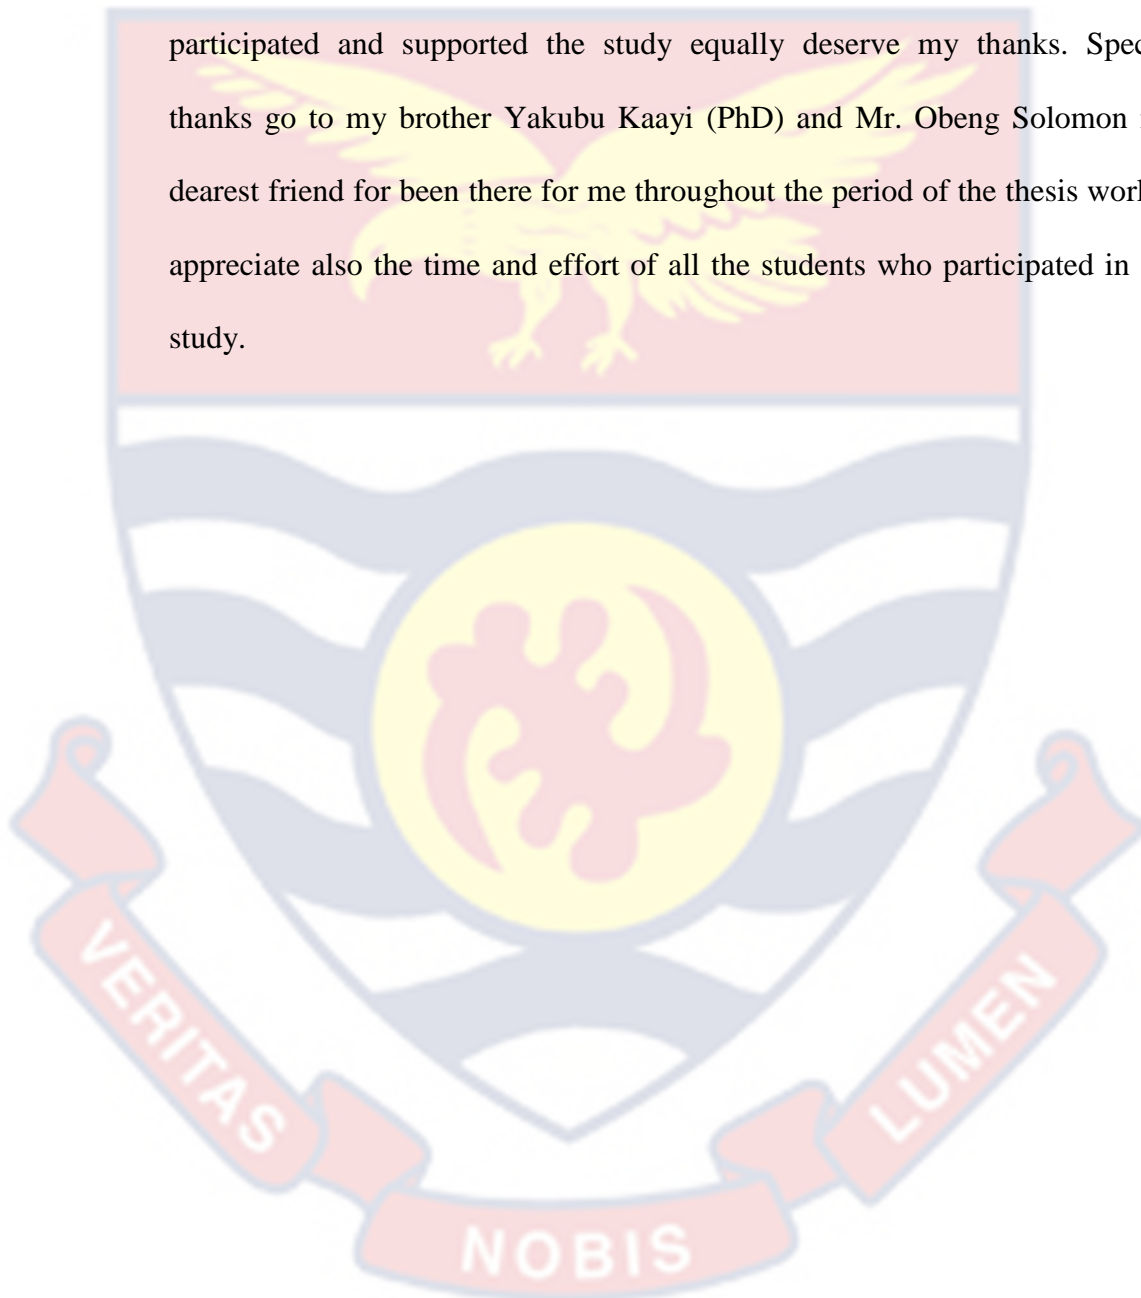 participated and supported the study equally deserve my thanks. Spec
thanks go to my brother Yakubu Kaayi (PhD) and Mr. Obeng Solomon
dearest friend for been there for me throughout the period of the thesis work
appreciate also the time and effort of all the students who participated in
study.
VERITAS
NOBIS
LUMEN